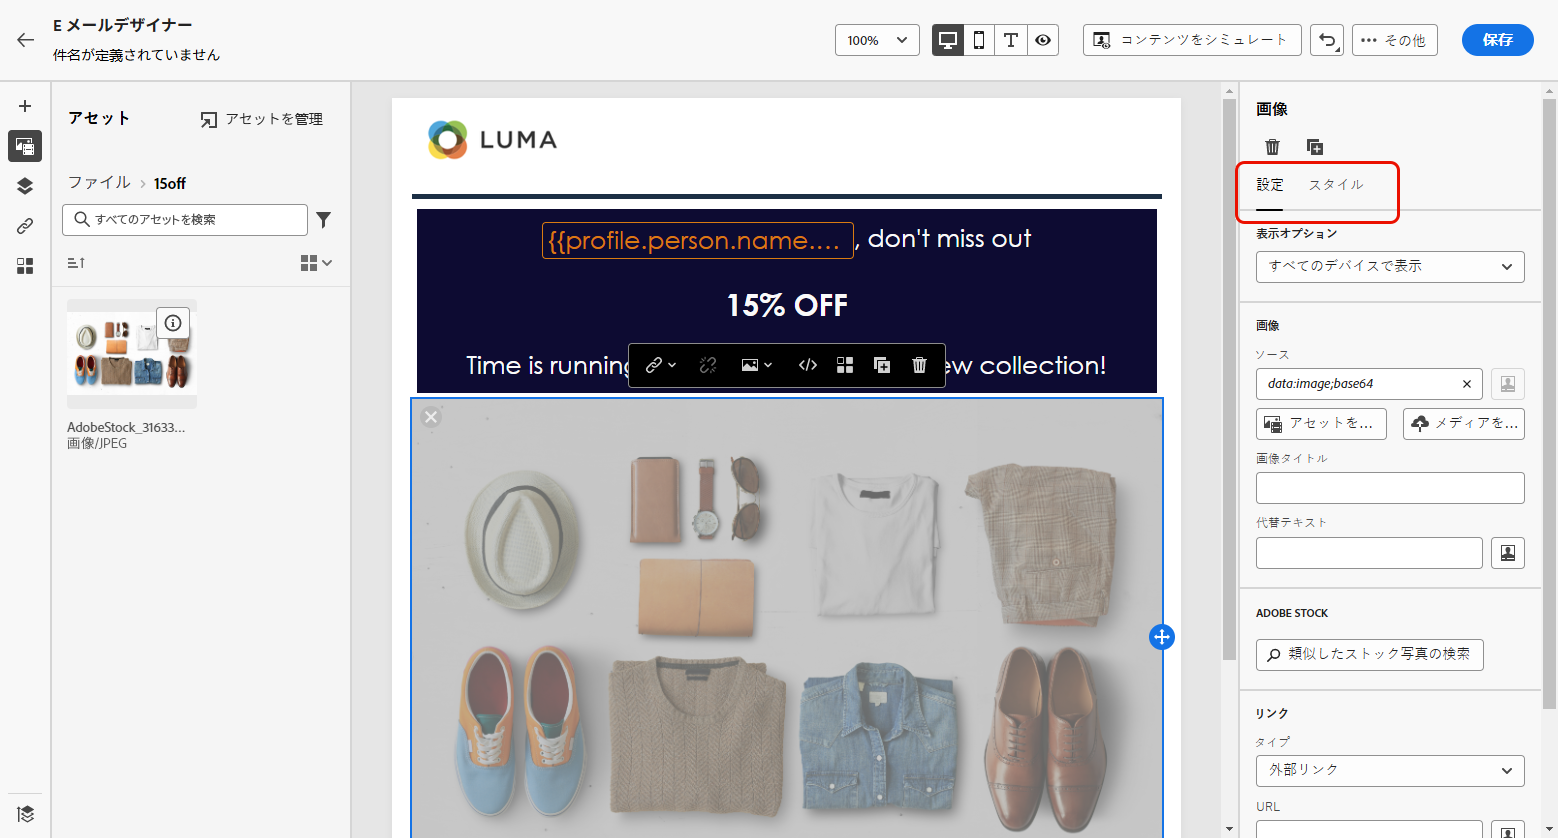 E メールデザイナー
件名が定義されていません
100%
コンテンツをシミュレート
その他
保存
アセット
アセットを管理
ファイル > 15off
すべてのアセットを検索
AdobeStock_31633...
画像/JPEG
LUMA
{{profile.person.name.... , don't miss out
15% OFF
Time is running
ew collection!
画像
設定 スタイル
表示オプション
すべてのデバイスで表示
画像
ソース
data:image;base64
アセットを...
メディアを...
画像タイトル
代替テキスト
ADOBE STOCK
類似したストック写真の検索
リンク
タイプ
外部リンク
URL